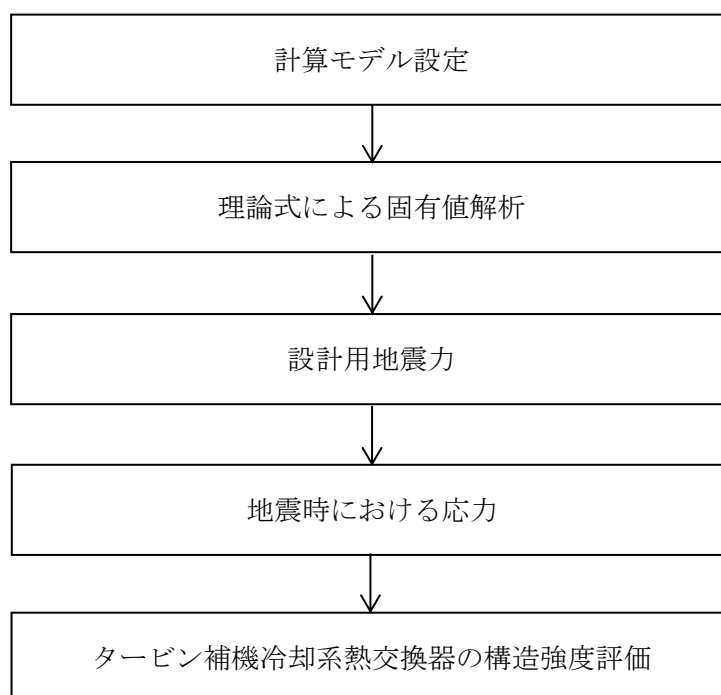 計算モデル設定
理論式による固有値解析
設計用地震力
地震時における応力
タービン補機冷却系熱交換器の構造強度評価